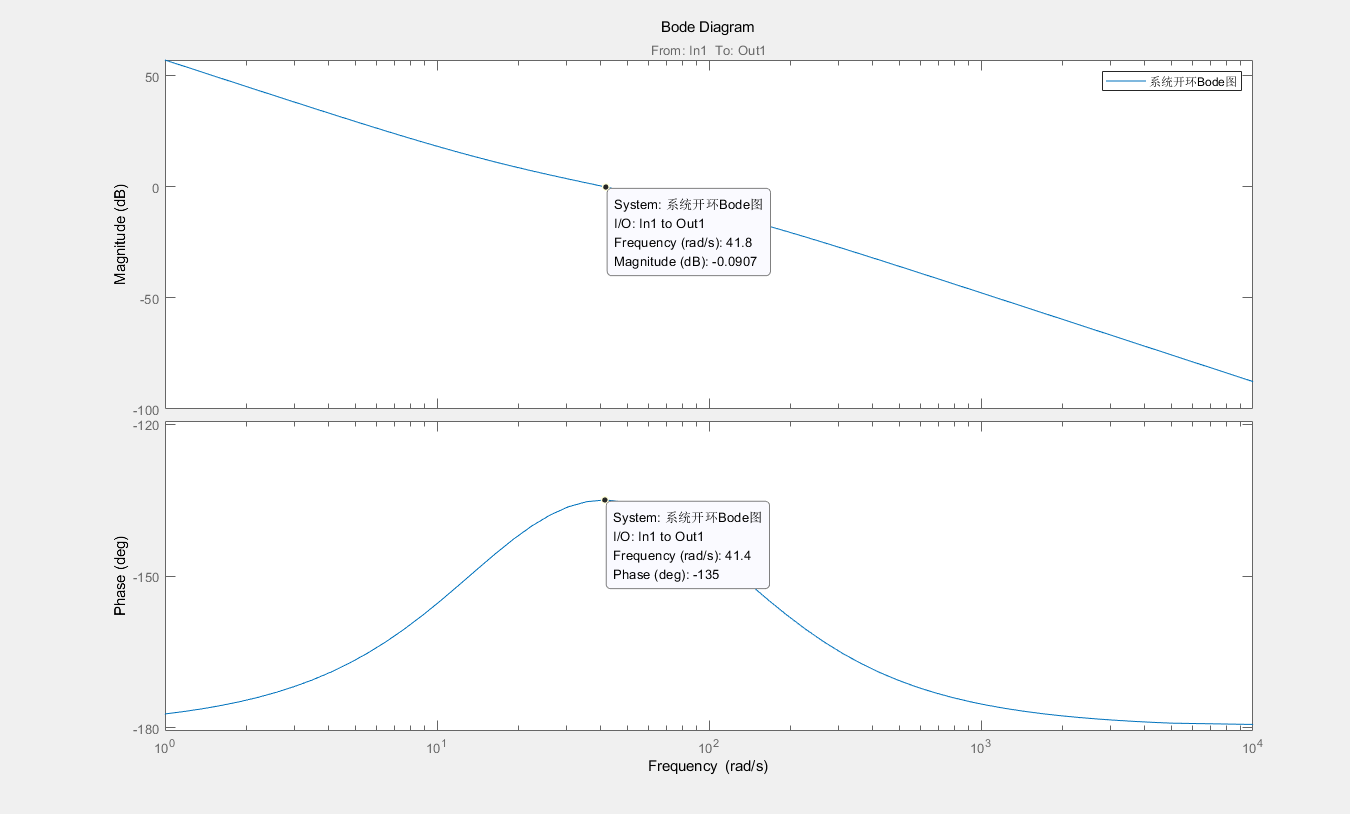 Bode Diagram
From: In1 To: Out1
系统开环Bode图
50
0
-50
-100
Magnitude (dB)
System: 系统开环Bode图
I/O: In1 to Out1
Frequency (rad/s): 41.8
Magnitude (dB): -0.0907
-120
-150
-180
Phase (deg)
System: 系统开环Bode图
I/O: In1 to Out1
Frequency (rad/s): 41.4
Phase (deg): -135
10^0 10^1 10^2 10^3 10^4
Frequency (rad/s)